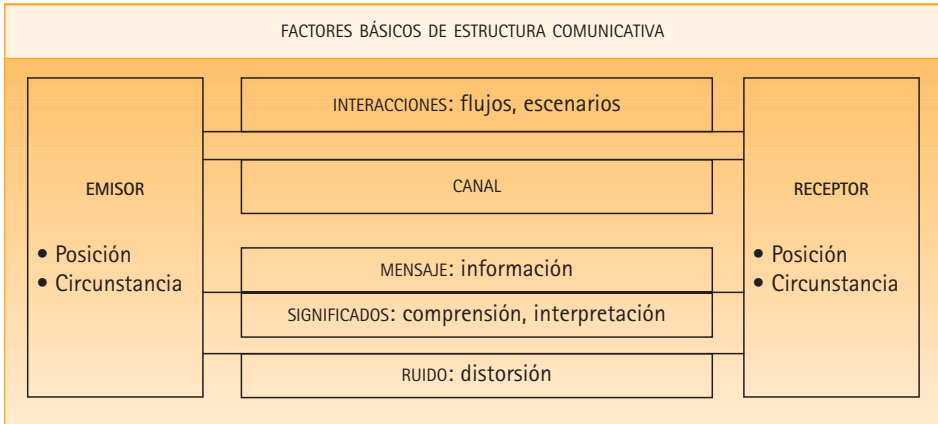 FACTORES BÁSICOS DE ESTRUCTURA COMUNICATIVA
EMISOR
• Posición
• Circunstancia
INTERACCIONES: flujos, escenarios
CANAL
MENSAJE: información
SIGNIFICADOS: comprensión, interpretación
RUIDO: distorsión
RECEPTOR
• Posición
• Circunstancia